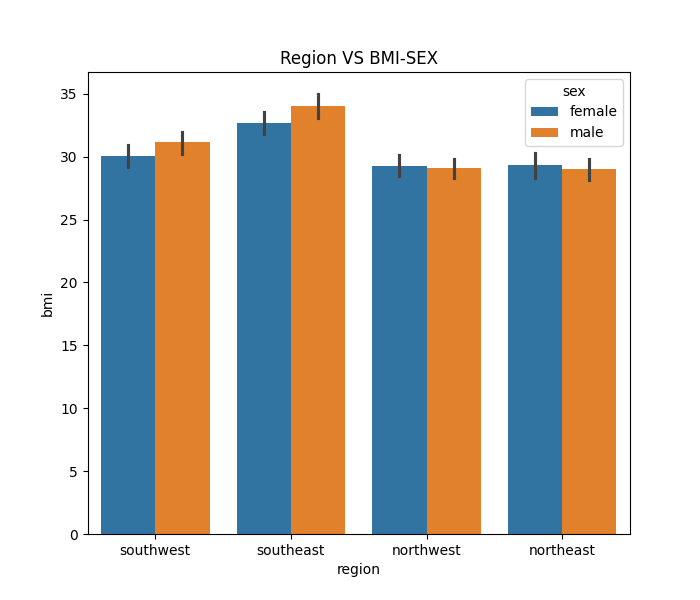 Region VS BMI-SEX
sex
female
male
35
30
25
20
15
10
5
0
bmi
southwest southeast northwest northeast
region